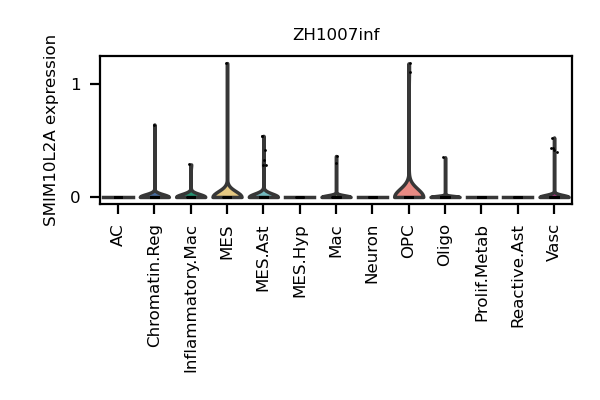 ZH1007inf
SMIM10L2A expression
1
0
AC
Chromatin.Reg
Inflammatory.Mac
MES
MES.Ast
MES.Hyp
Mac
Neuron
OPC
Oligo
Prolif.Metab
Reactive.Ast
Vasc